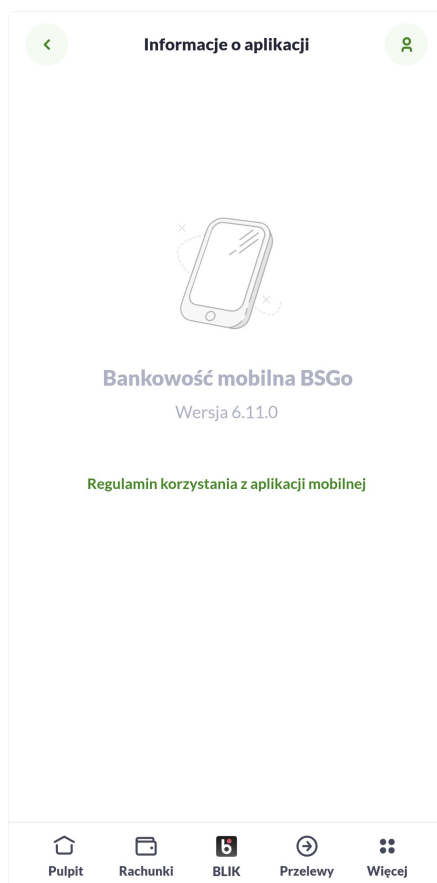 Informacje o aplikacji
Bankowość mobilna BSGo
Wersja 6.11.0
Regulamin korzystania z aplikacji mobilnej
Pulpit Rachunki BLIK Przelewy Więcej